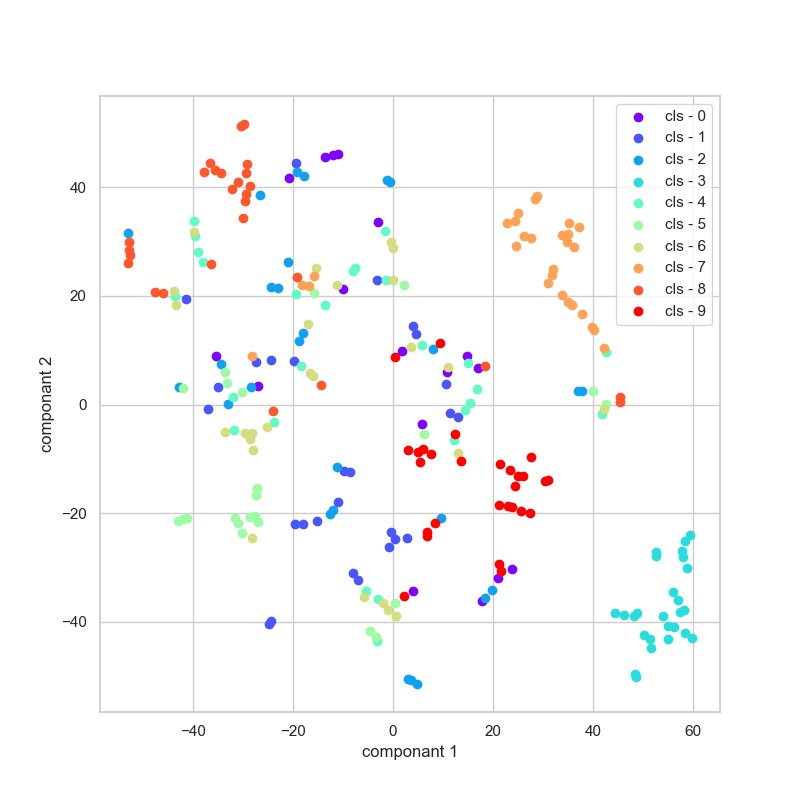 cls - 0
cls - 1
cls - 2
cls - 3
cls - 4
cls - 5
cls - 6
cls - 7
cls - 8
cls - 9
40
20
0
−20
−40
componant 2
−40 −20 0 20 40 60
componant 1